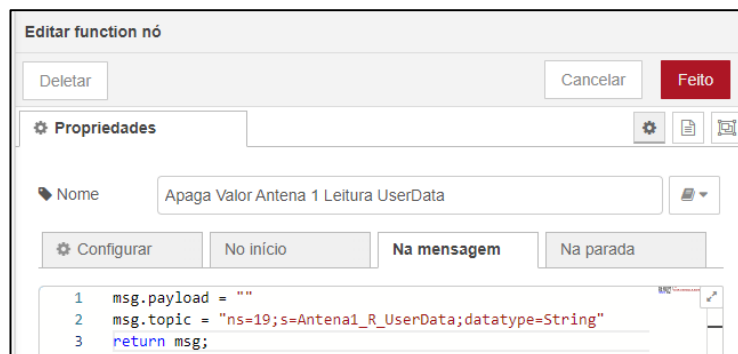 Editar function nó
Deletar
Cancelar
Feito
Propriedades
Nome
Apaga Valor Antena 1 Leitura UserData
Configurar
No início
Na mensagem
Na parada
1 msg.payload = ""
2 msg.topic = "ns=19;s=Antena1_R_UserData;datatype=String"
3 return msg;